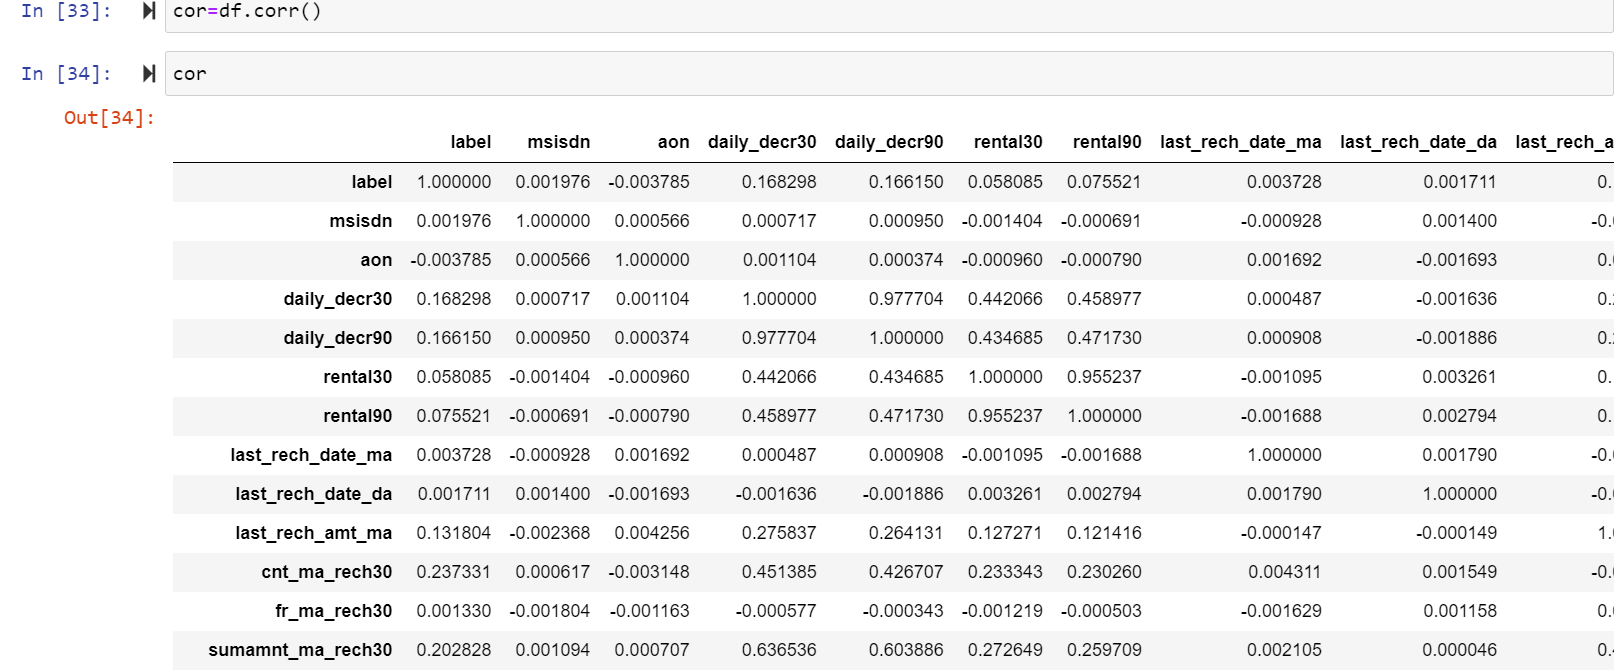 In [33]: cor=df.corr()
In [34]: cor
Out[34]:
label msisdn aon daily_decr30 daily_decr90 rental30 rental90 last_rech_date_ma last_rech_date_da last_rech_a
label 1.000000 0.001976 -0.003785 0.168298 0.166150 0.058085 0.075521 0.003728 0.001711 0.
msisdn 0.001976 1.000000 0.000566 0.000717 0.000950 -0.001404 -0.000691 -0.000928 0.001400 -0.
aon -0.003785 0.000566 1.000000 0.001104 0.000374 -0.000960 -0.000790 0.001692 -0.001693 0.
daily_decr30 0.168298 0.000717 0.001104 1.000000 0.977704 0.442066 0.458977 0.000487 -0.001636 0.
daily_decr90 0.166150 0.000950 0.000374 0.977704 1.000000 0.434685 0.471730 0.000908 -0.001886 0.
rental30 0.058085 -0.001404 -0.000960 0.442066 0.434685 1.000000 0.955237 -0.001095 0.003261 0.
rental90 0.075521 -0.000691 -0.000790 0.458977 0.471730 0.955237 1.000000 -0.001688 0.002794 0.
last_rech_date_ma 0.003728 -0.000928 0.001692 0.000487 0.000908 -0.001095 -0.001688 1.000000 0.001790 -0.
last_rech_date_da 0.001711 0.001400 -0.001693 -0.001636 -0.001886 0.003261 0.002794 0.001790 1.000000 -0.
last_rech_amt_ma 0.131804 -0.002368 0.004256 0.275837 0.264131 0.127271 0.121416 -0.000147 -0.000149 1.
cnt_ma_rech30 0.237331 0.000617 -0.003148 0.451385 0.426707 0.233343 0.230260 0.004311 0.001549 -0.
fr_ma_rech30 0.001330 -0.001804 -0.001163 -0.000577 -0.000343 -0.001219 -0.000503 -0.001629 0.001158 0.
sumamnt_ma_rech30 0.202828 0.001094 0.000707 0.636536 0.603886 0.272649 0.259709 0.002105 0.000046 0.